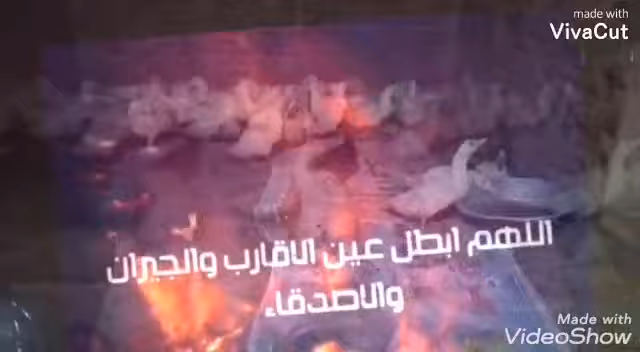 made with
VivaCut
اللهم ابطل عين الاقارب والجيران
والاصدقاء
Made with
VideoShow